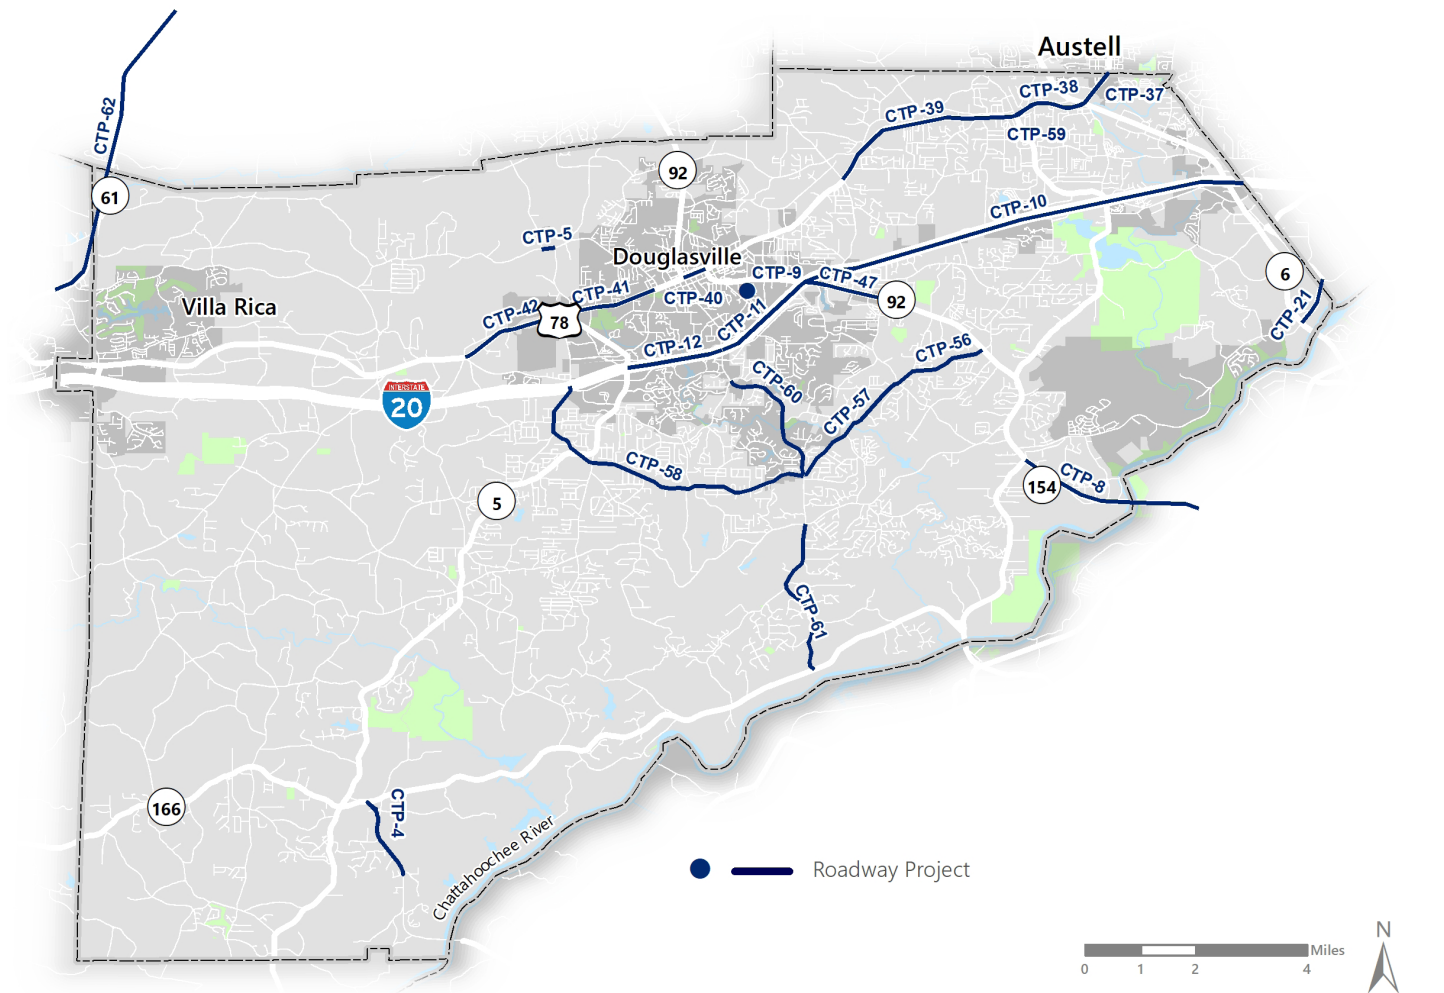 Austell
CTP-38
CTP-37
CTP-39
CTP-62
CTP-59
92
61
CTP-10
CTP-5
Douglasville
6
CTP-9
CTP-47
CTP-41
CTP-40
92
Villa Rica
CTP-42
78
CTP-11
CTP-21
CTP-12
CTP-56
CTP-60
INTERSTATE
20
CTP-57
CTP-58
CTP-8
154
5
CTP-61
166
CTP-4
Chattahoochee River
Roadway Project
N
Miles
0 1 2 4